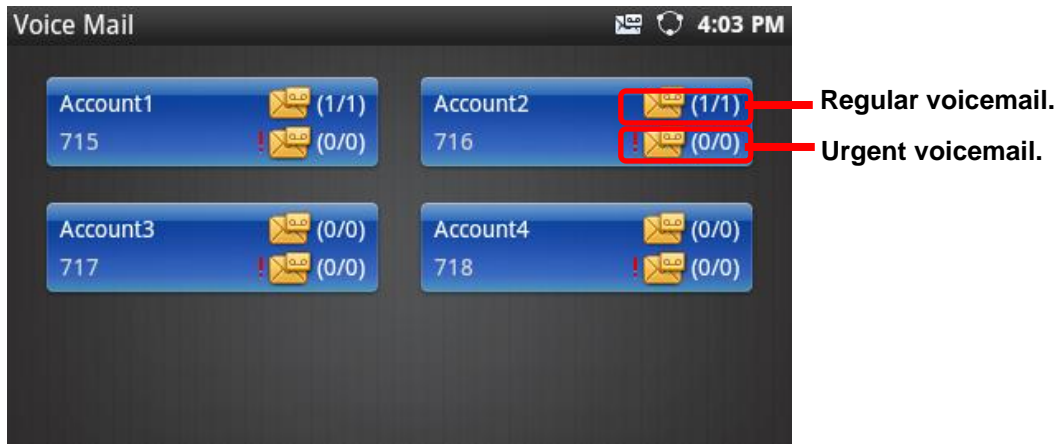 Voice Mail 4:03 PM
Account1 (1/1)
715 ! (0/0)
Account2 (1/1)
716 ! (0/0)
Regular voicemail.
Urgent voicemail.
Account3 (0/0)
717 ! (0/0)
Account4 (0/0)
718 ! (0/0)